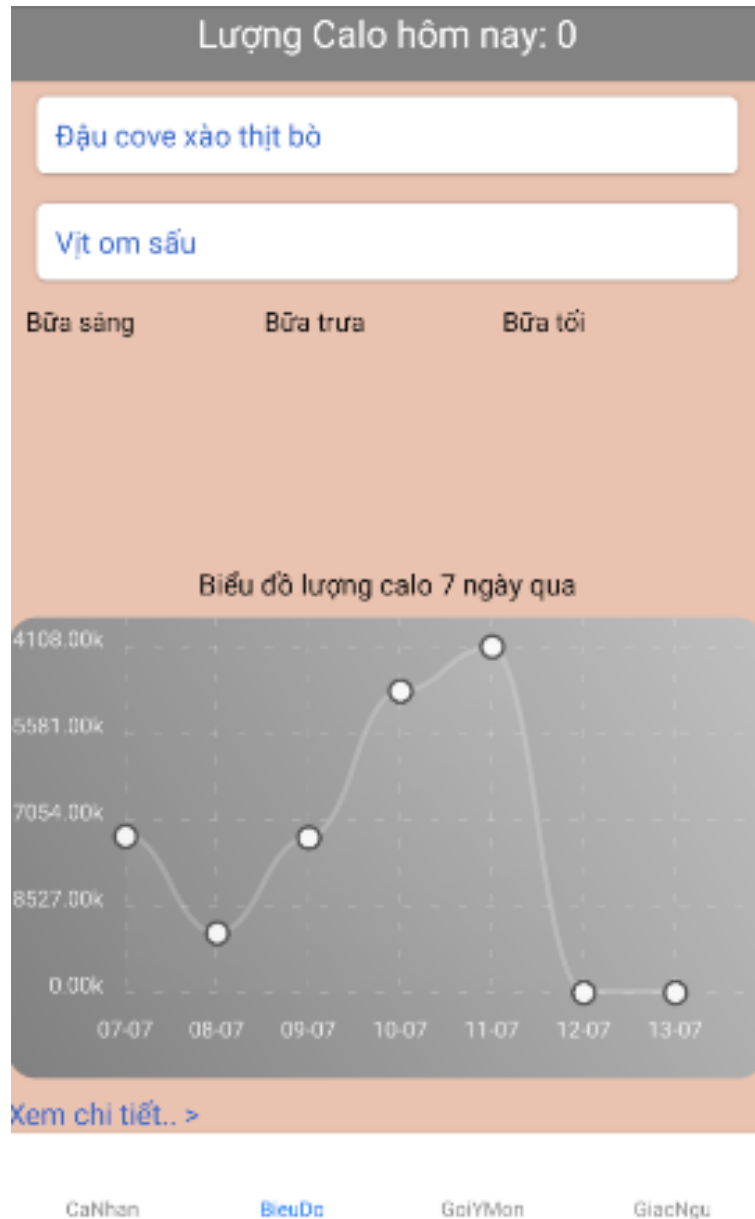 Lượng Calo hôm nay: 0
Đậu cove xào thịt bò
Vịt om sấu
Bữa sáng Bữa trưa Bữa tối
Biểu đồ lượng calo 7 ngày qua
4108.00k
5581.00k
7054.00k
8527.00k
0.00k
07-07 08-07 09-07 10-07 11-07 12-07 13-07
Xem chi tiết.. >
CaNhan BieuDo GoiYMon GiacNgu